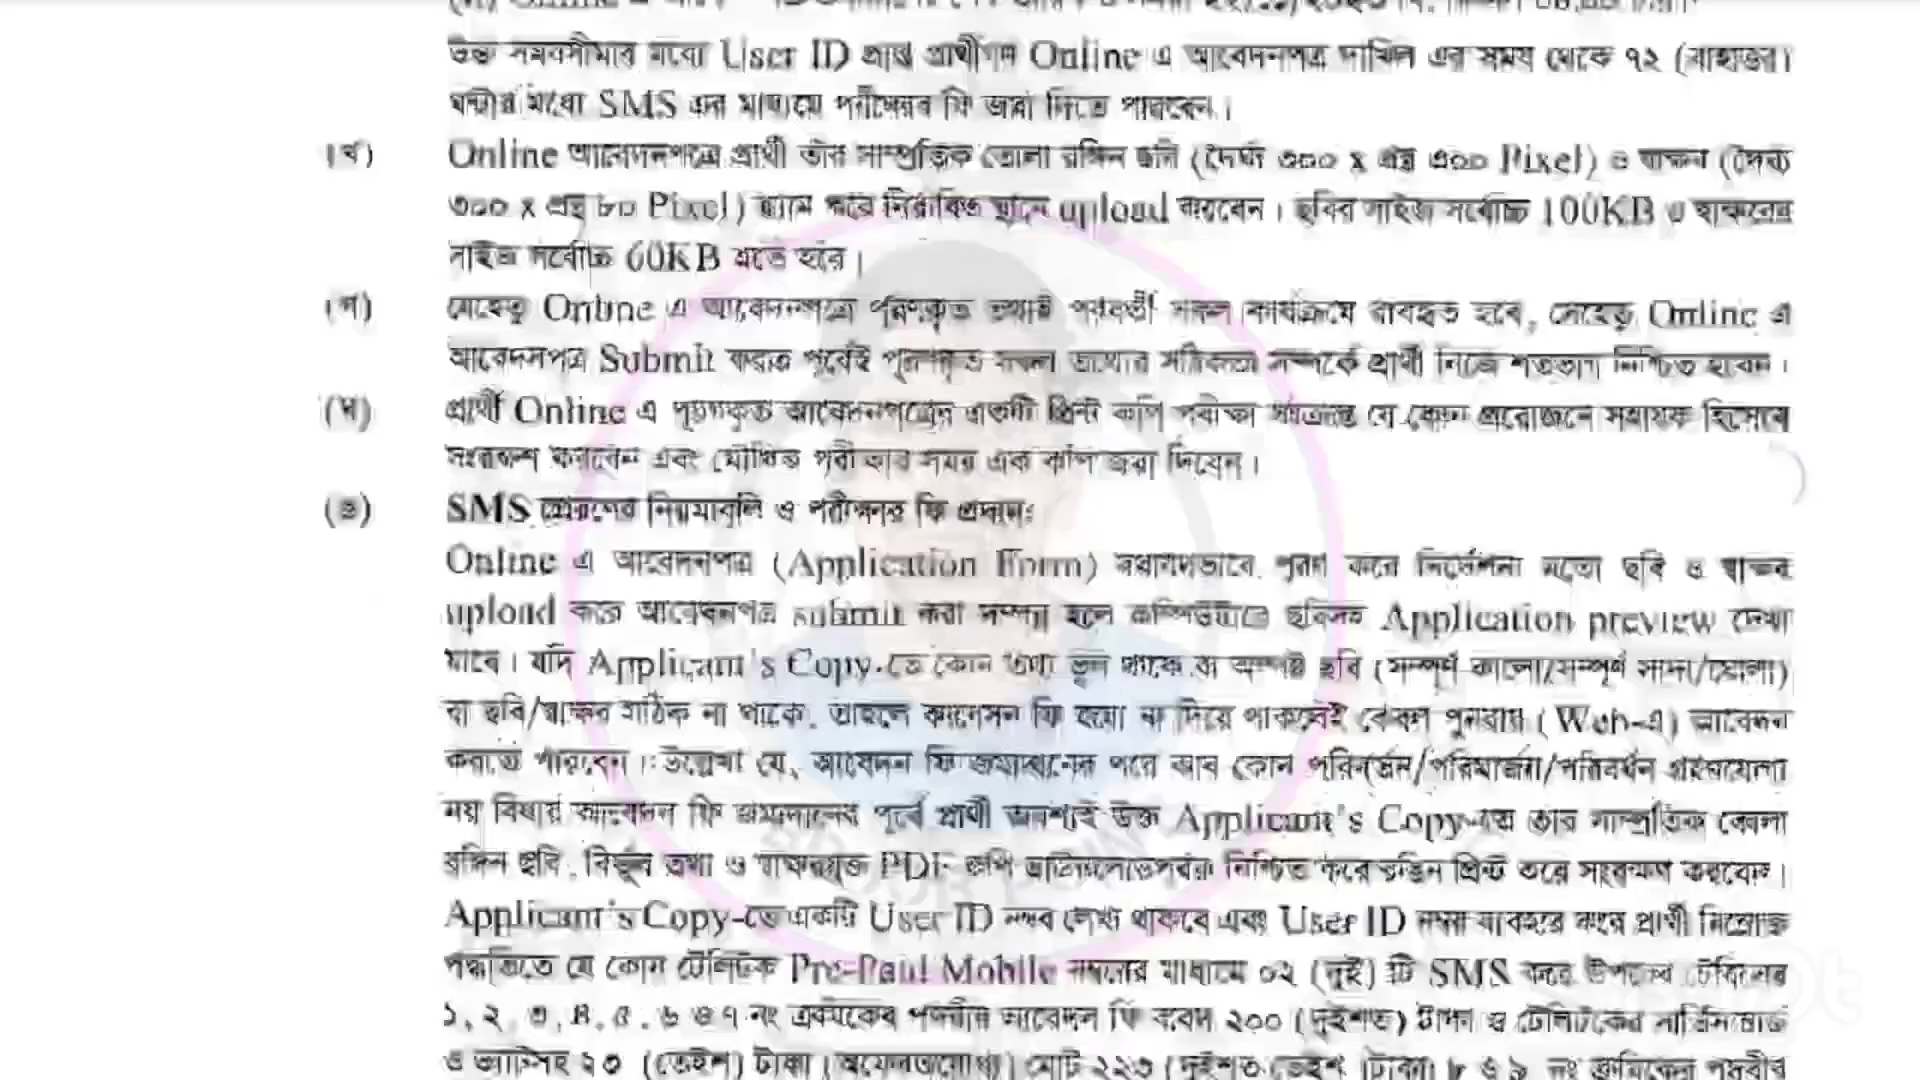 উক্ত সময়সীমার মধ্যে User ID প্রাপ্ত প্রার্থীগণ Online এ আবেদনপত্র দাখিল এর সময় থেকে ৭২ (বাহাত্তর)
ঘন্টার মধ্যে SMS এর মাধ্যমে পরীক্ষার ফি জমা দিতে পারবেন।
(খ) Online আবেদনপত্রে প্রার্থী তাঁর সাম্প্রতিক তোলা রঙ্গিন ছবি (দৈর্ঘ্য ৩০০ x প্রস্থ ৩০০ Pixel) ও স্বাক্ষর (দৈর্ঘ্য
৩০০ x প্রস্থ ৮০ Pixel) স্ক্যান করে নির্ধারিত স্থানে upload করবেন। ছবির সাইজ সর্বোচ্চ 100KB ও স্বাক্ষরের
সাইজ সর্বোচ্চ 60KB হতে হবে।
(গ) যেহেতু Online এ আবেদনপত্রে পূরণকৃত তথ্যই পরবর্তী সকল কার্যক্রমে ব্যবহৃত হবে, সেহেতু Online এ
আবেদনপত্র Submit করার পূর্বেই পূরণকৃত সকল তথ্যের সঠিকতা সম্পর্কে প্রার্থী নিজে শতভাগ নিশ্চিত হবেন।
(ঘ) প্রার্থী Online এ পূরণকৃত আবেদনপত্রের একটি প্রিন্ট কপি পরীক্ষা সংক্রান্ত যে কোন প্রয়োজনে সহায়ক হিসেবে
সংরক্ষণ করবেন এবং মৌখিক পরীক্ষার সময় এক কপি জমা দিবেন।
(ঙ) SMS প্রেরণের নিয়মাবলি ও পরীক্ষার ফি প্রদান:
Online এ আবেদনপত্র (Application Form) যথাযথভাবে পূরণ করে নির্দেশনা মতো ছবি ও স্বাক্ষর
upload করে আবেদনপত্র submit করা সম্পন্ন হলে কম্পিউটারে ছবিসহ Application preview দেখা
যাবে। যদি Applicant's Copy-তে কোন তথ্য ভুল থাকে বা অস্পষ্ট ছবি (সম্পূর্ণ কালো/সম্পূর্ণ সাদা/ঘোলা)
বা ছবি/স্বাক্ষর সঠিক না থাকে, তাহলে আবেদন ফি জমা না দিয়ে থাকলেই কেবল পুনরায় (Web-এ) আবেদন
করতে পারবেন। উল্লেখ্য যে, আবেদন ফি জমাদানের পরে আর কোন পরিবর্তন/পরিমার্জন/পরিবর্ধন গ্রহণযোগ্য
নয় বিধায় আবেদন ফি জমাদানের পূর্বে প্রার্থী অবশ্যই উক্ত Applicant's Copy-তে তার সাম্প্রতিক তোলা
রঙ্গিন ছবি, নির্ভুল তথ্য ও স্বাক্ষরযুক্ত PDF কপি ডাউনলোডপূর্বক নিশ্চিত করে রঙিন প্রিন্ট করে সংরক্ষণ করবেন।
Applicant's Copy-তে একটি User ID নম্বর লেখা থাকবে এবং User ID নম্বর ব্যবহার করে প্রার্থী নিম্নোক্ত
পদ্ধতিতে যে কোন টেলিটক Pre-Paid Mobile নম্বরের মাধ্যমে ০২ (দুই) টি SMS করে উপরের টেবিলের
১, ২, ৩, ৪, ৫, ৬ ও ৭ নং ক্রমিকের পদটির আবেদন ফি বাবদ ২০০ (দুইশত) টাকা ও টেলিটকের সার্ভিস চার্জ
ও ভ্যাটসহ ২৩ (তেইশ) টাকা (অফেরতযোগ্য) মোট ২২৩ (দুইশত তেইশ টাকা) ৮ ও ৯ নং ক্রমিকের পদটির